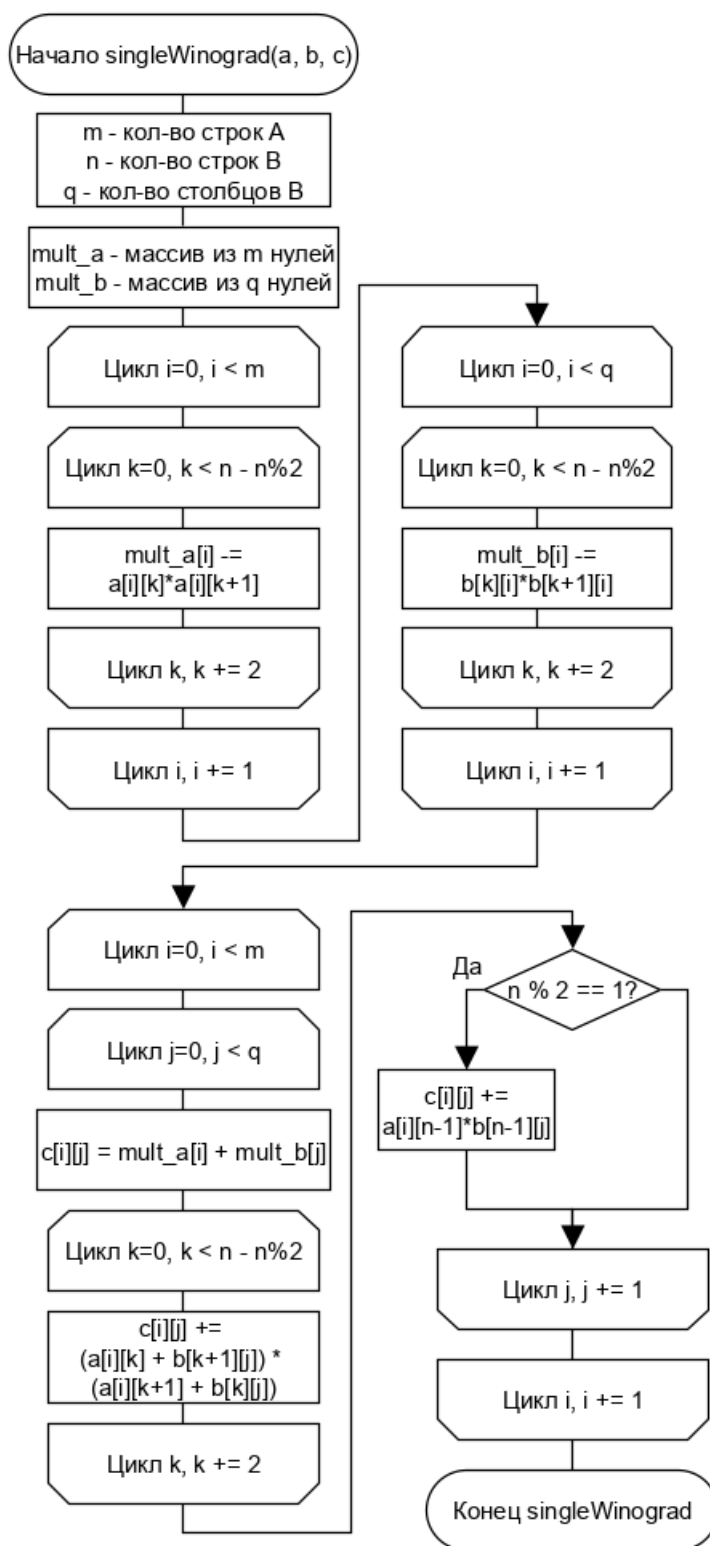 Начало singleWinograd(a, b, c)
m - кол-во строк A
n - кол-во строк B
q - кол-во столбцов B
mult_a - массив из m нулей
mult_b - массив из q нулей
Цикл i=0, i < m
Цикл k=0, k < n - n%2
mult_a[i] -=
a[i][k]*a[i][k+1]
Цикл k, k += 2
Цикл i, i += 1
Цикл i=0, i < q
Цикл k=0, k < n - n%2
mult_b[i] -=
b[k][i]*b[k+1][i]
Цикл k, k += 2
Цикл i, i += 1
Цикл i=0, i < m
Цикл j=0, j < q
c[i][j] = mult_a[i] + mult_b[j]
Цикл k=0, k < n - n%2
c[i][j] +=
(a[i][k] + b[k+1][j]) *
(a[i][k+1] + b[k][j])
Цикл k, k += 2
n % 2 == 1?
Да
c[i][j] +=
a[i][n-1]*b[n-1][j]
Цикл j, j += 1
Цикл i, i += 1
Конец singleWinograd